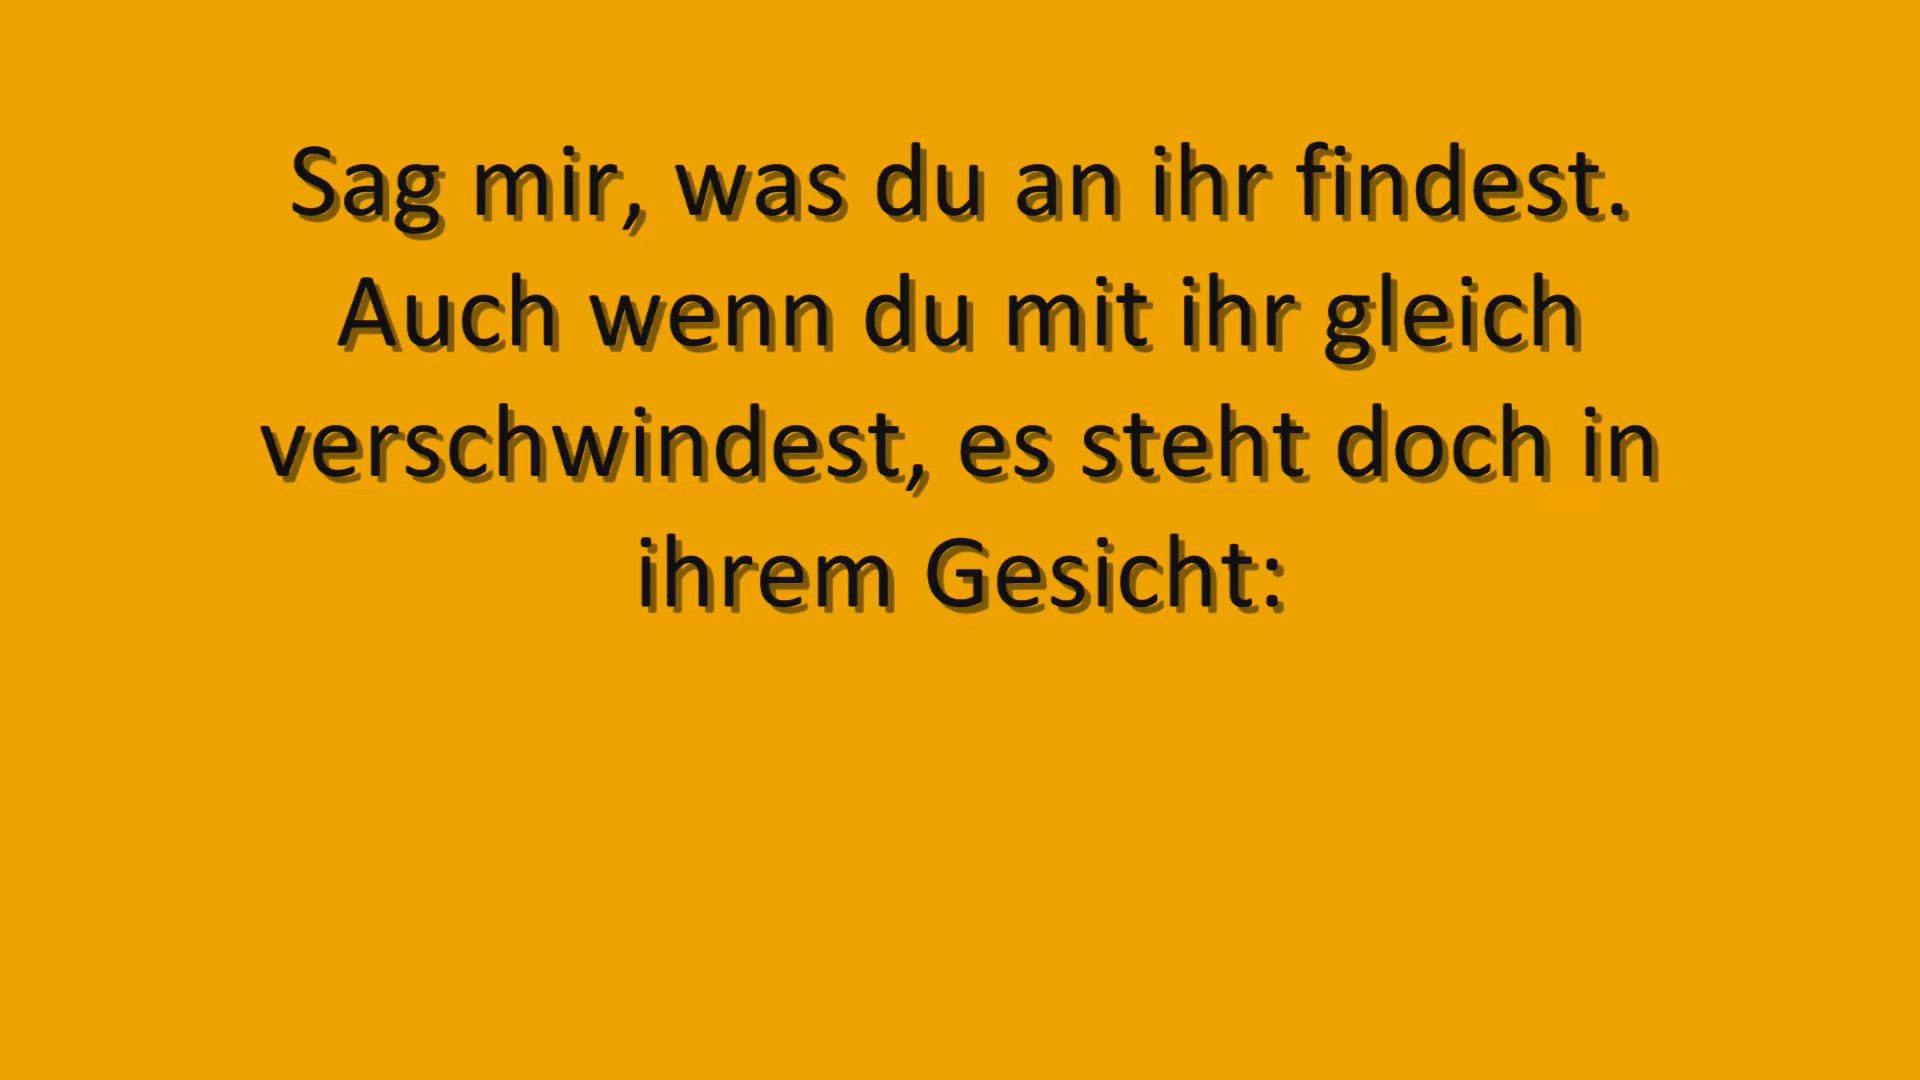 Sag mir, was du an ihr findest.
Auch wenn du mit ihr gleich
verschwindest, es steht doch in
ihrem Gesicht: